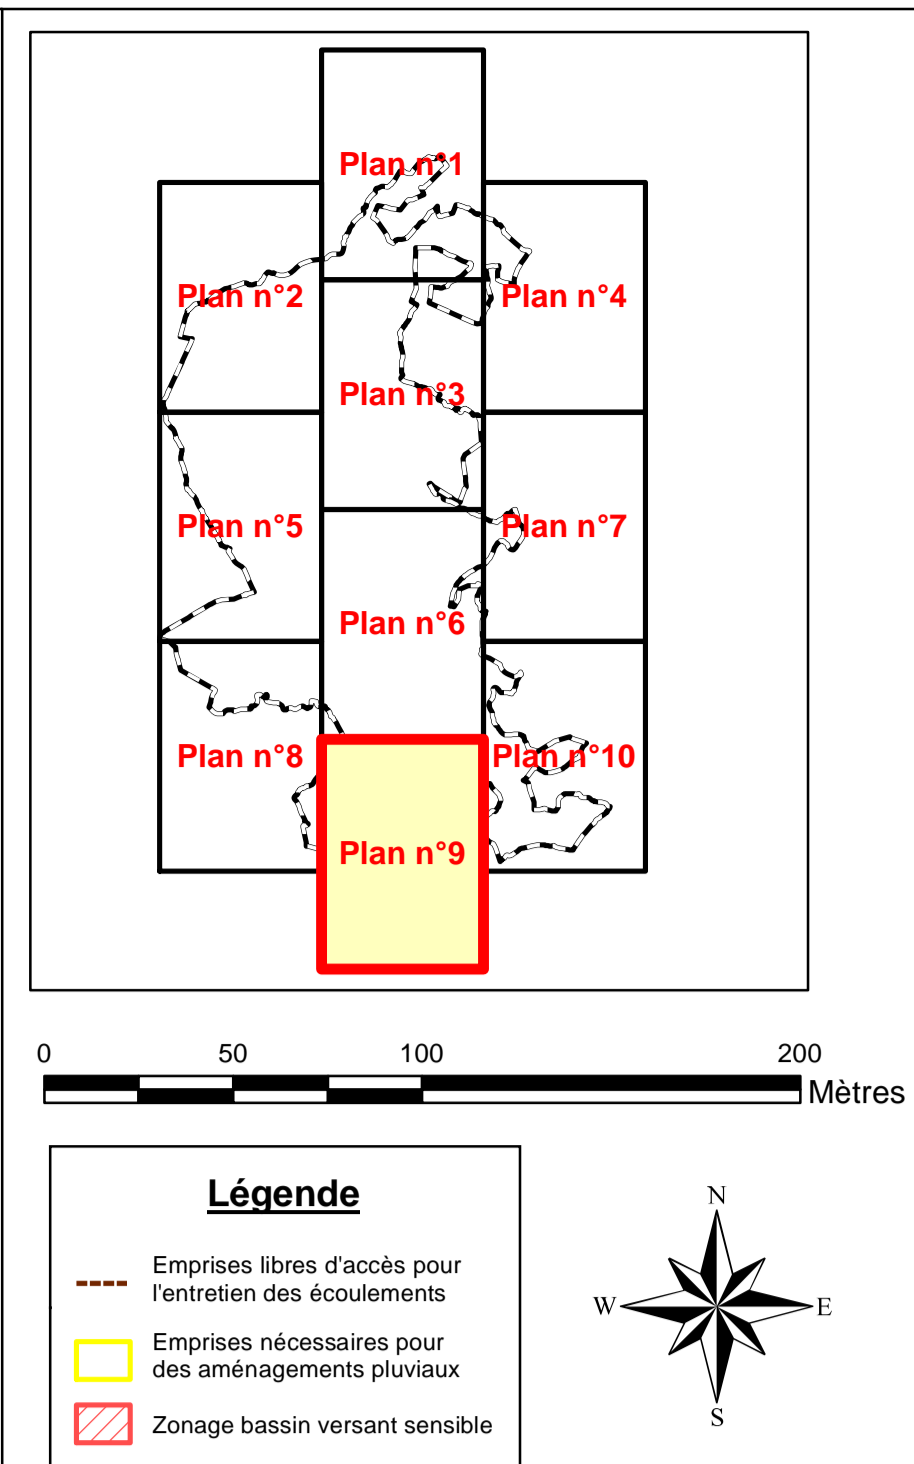 Plan n°1
Plan n°2
Plan n°4
Plan n°3
Plan n°5
Plan n°7
Plan n°6
Plan n°8
Plan n°10
Plan n°9
0 50 100 200
Mètres
Légende
Emprises libres d'accès pour
l'entretien des écoulements
Emprises nécessaires pour
des aménagements pluviaux
Zonage bassin versant sensible
N
W E
S